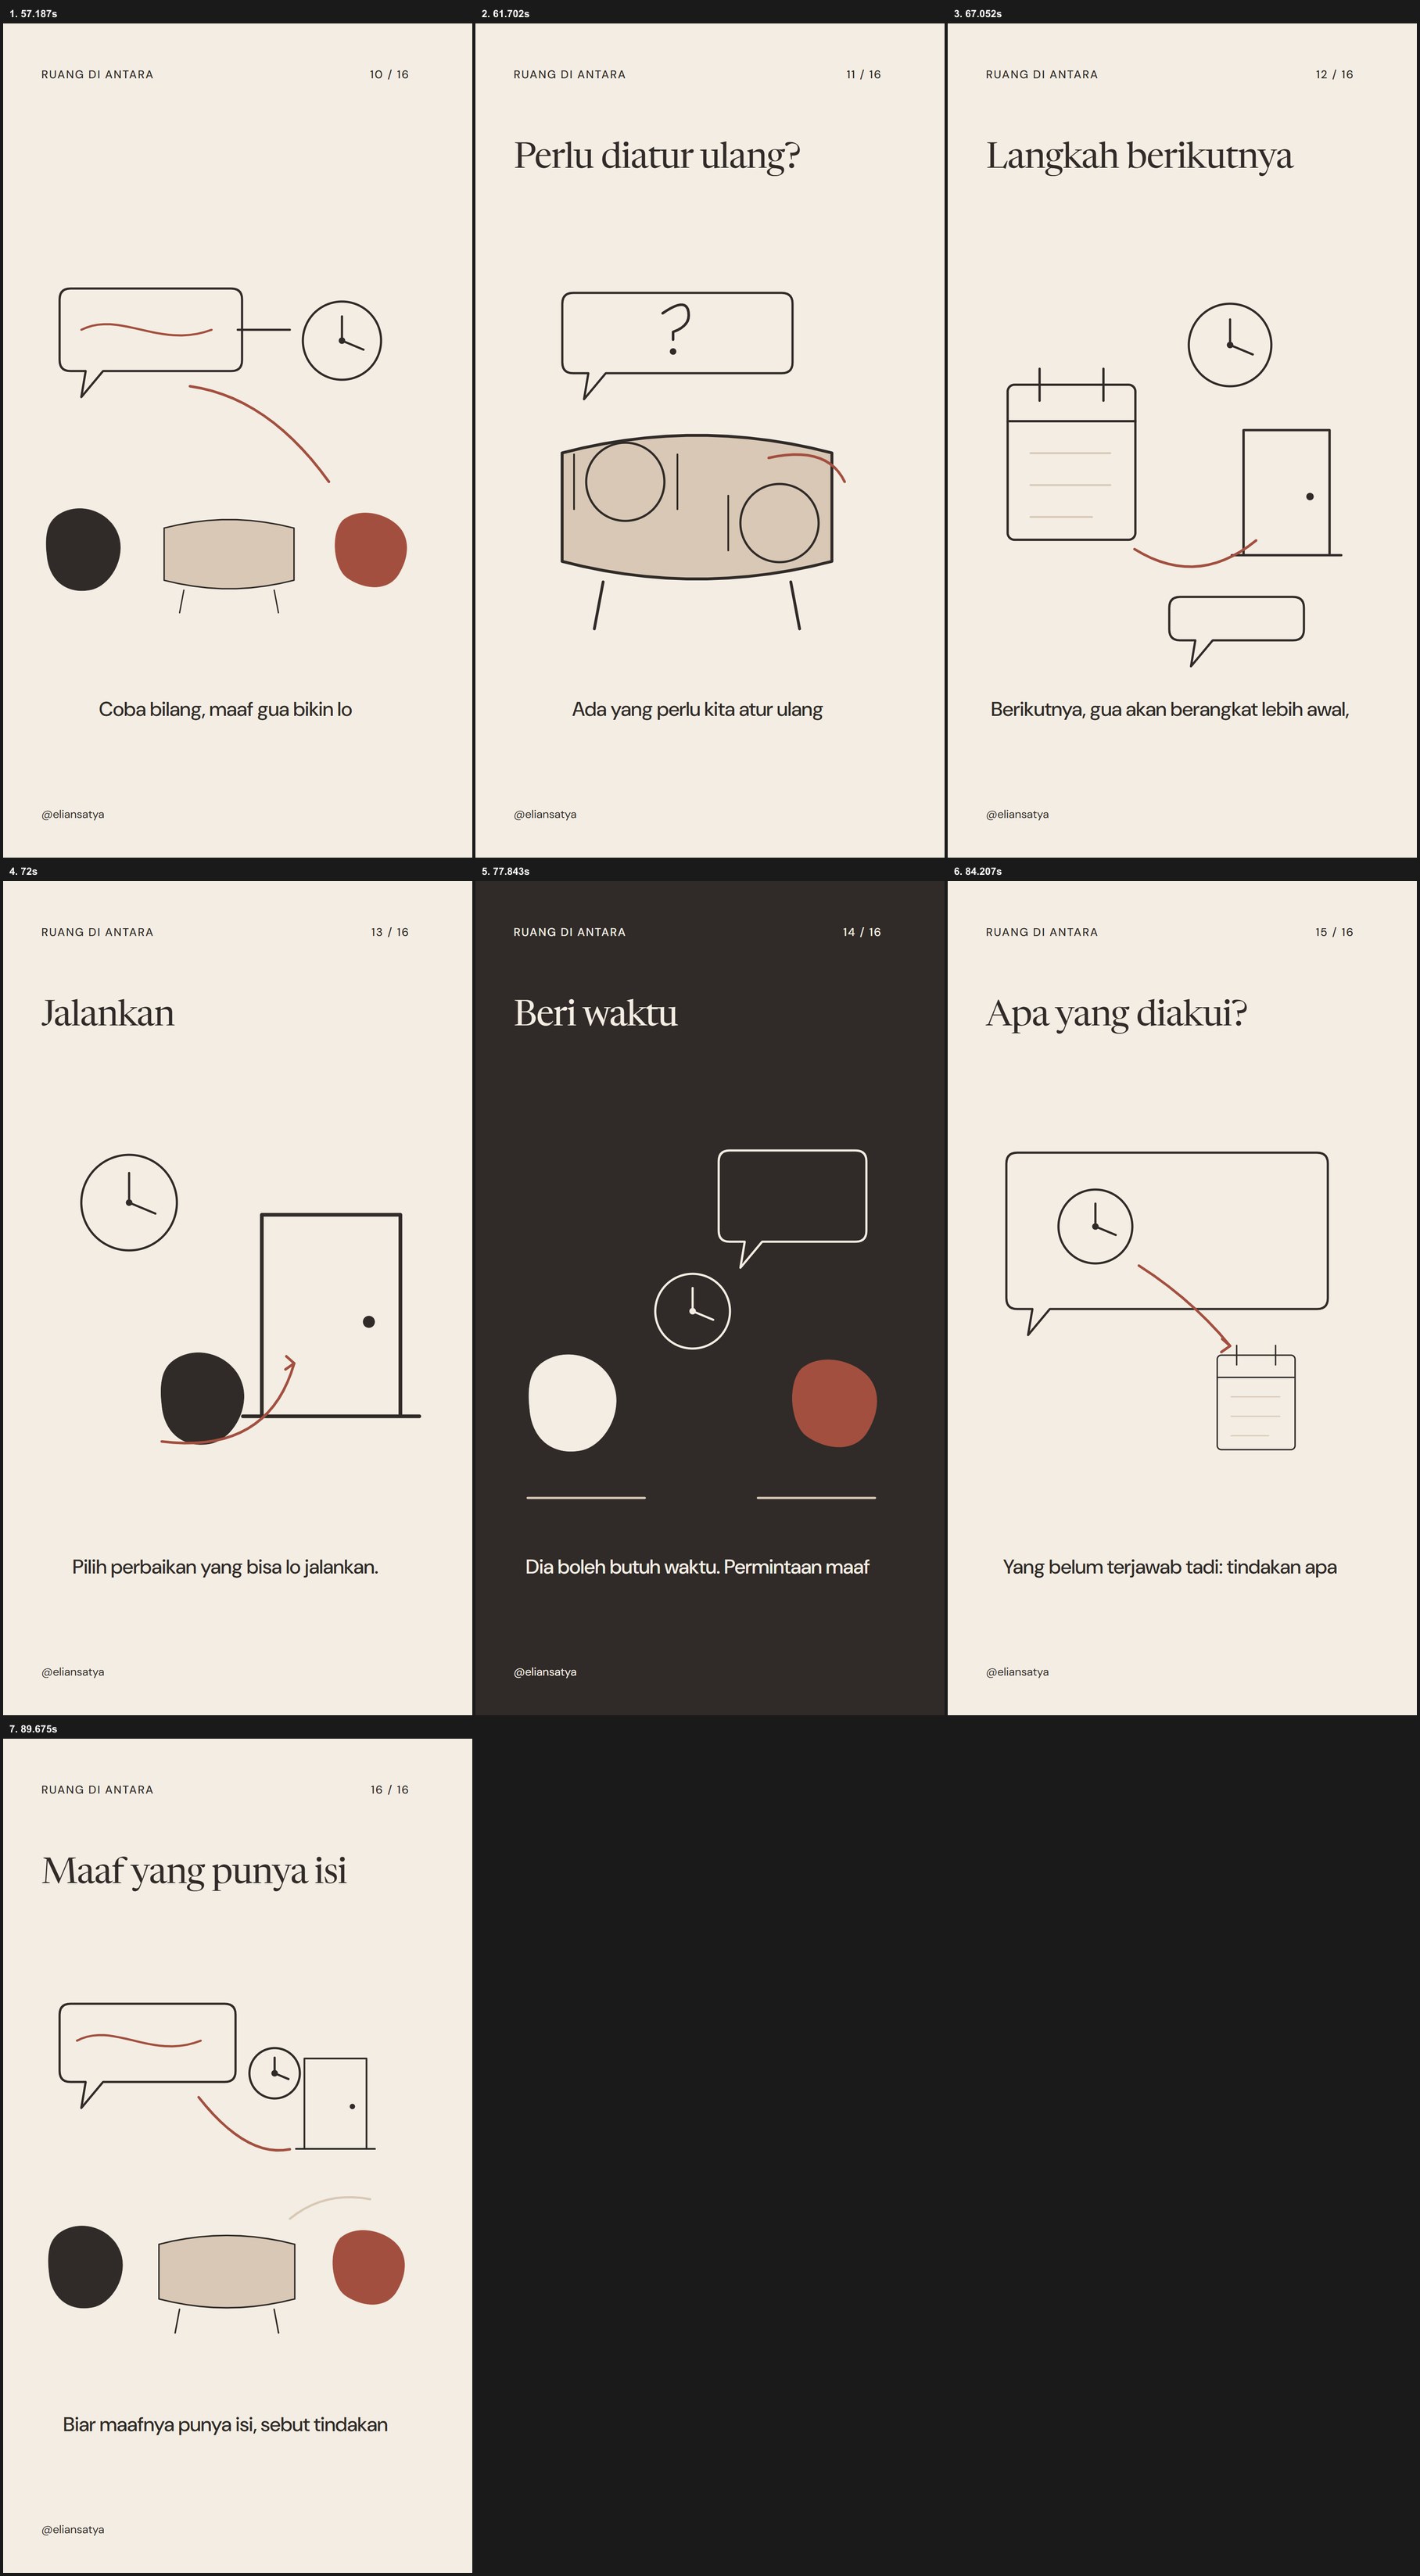 1. 57.187s
RUANG DI ANTARA
10 / 16
Coba bilang, maaf gua bikin lo
@eliansatya
2. 61.702s
RUANG DI ANTARA
11 / 16
Perlu diatur ulang?
?
Ada yang perlu kita atur ulang
@eliansatya
3. 67.052s
RUANG DI ANTARA
12 / 16
Langkah berikutnya
Berikutnya, gua akan berangkat lebih awal,
@eliansatya
4. 72s
RUANG DI ANTARA
13 / 16
Jalankan
Pilih perbaikan yang bisa lo jalankan.
@eliansatya
5. 77.843s
RUANG DI ANTARA
14 / 16
Beri waktu
Dia boleh butuh waktu. Permintaan maaf
@eliansatya
6. 84.207s
RUANG DI ANTARA
15 / 16
Apa yang diakui?
Yang belum terjawab tadi: tindakan apa
@eliansatya
7. 89.675s
RUANG DI ANTARA
16 / 16
Maaf yang punya isi
Biar maafnya punya isi, sebut tindakan
@eliansatya